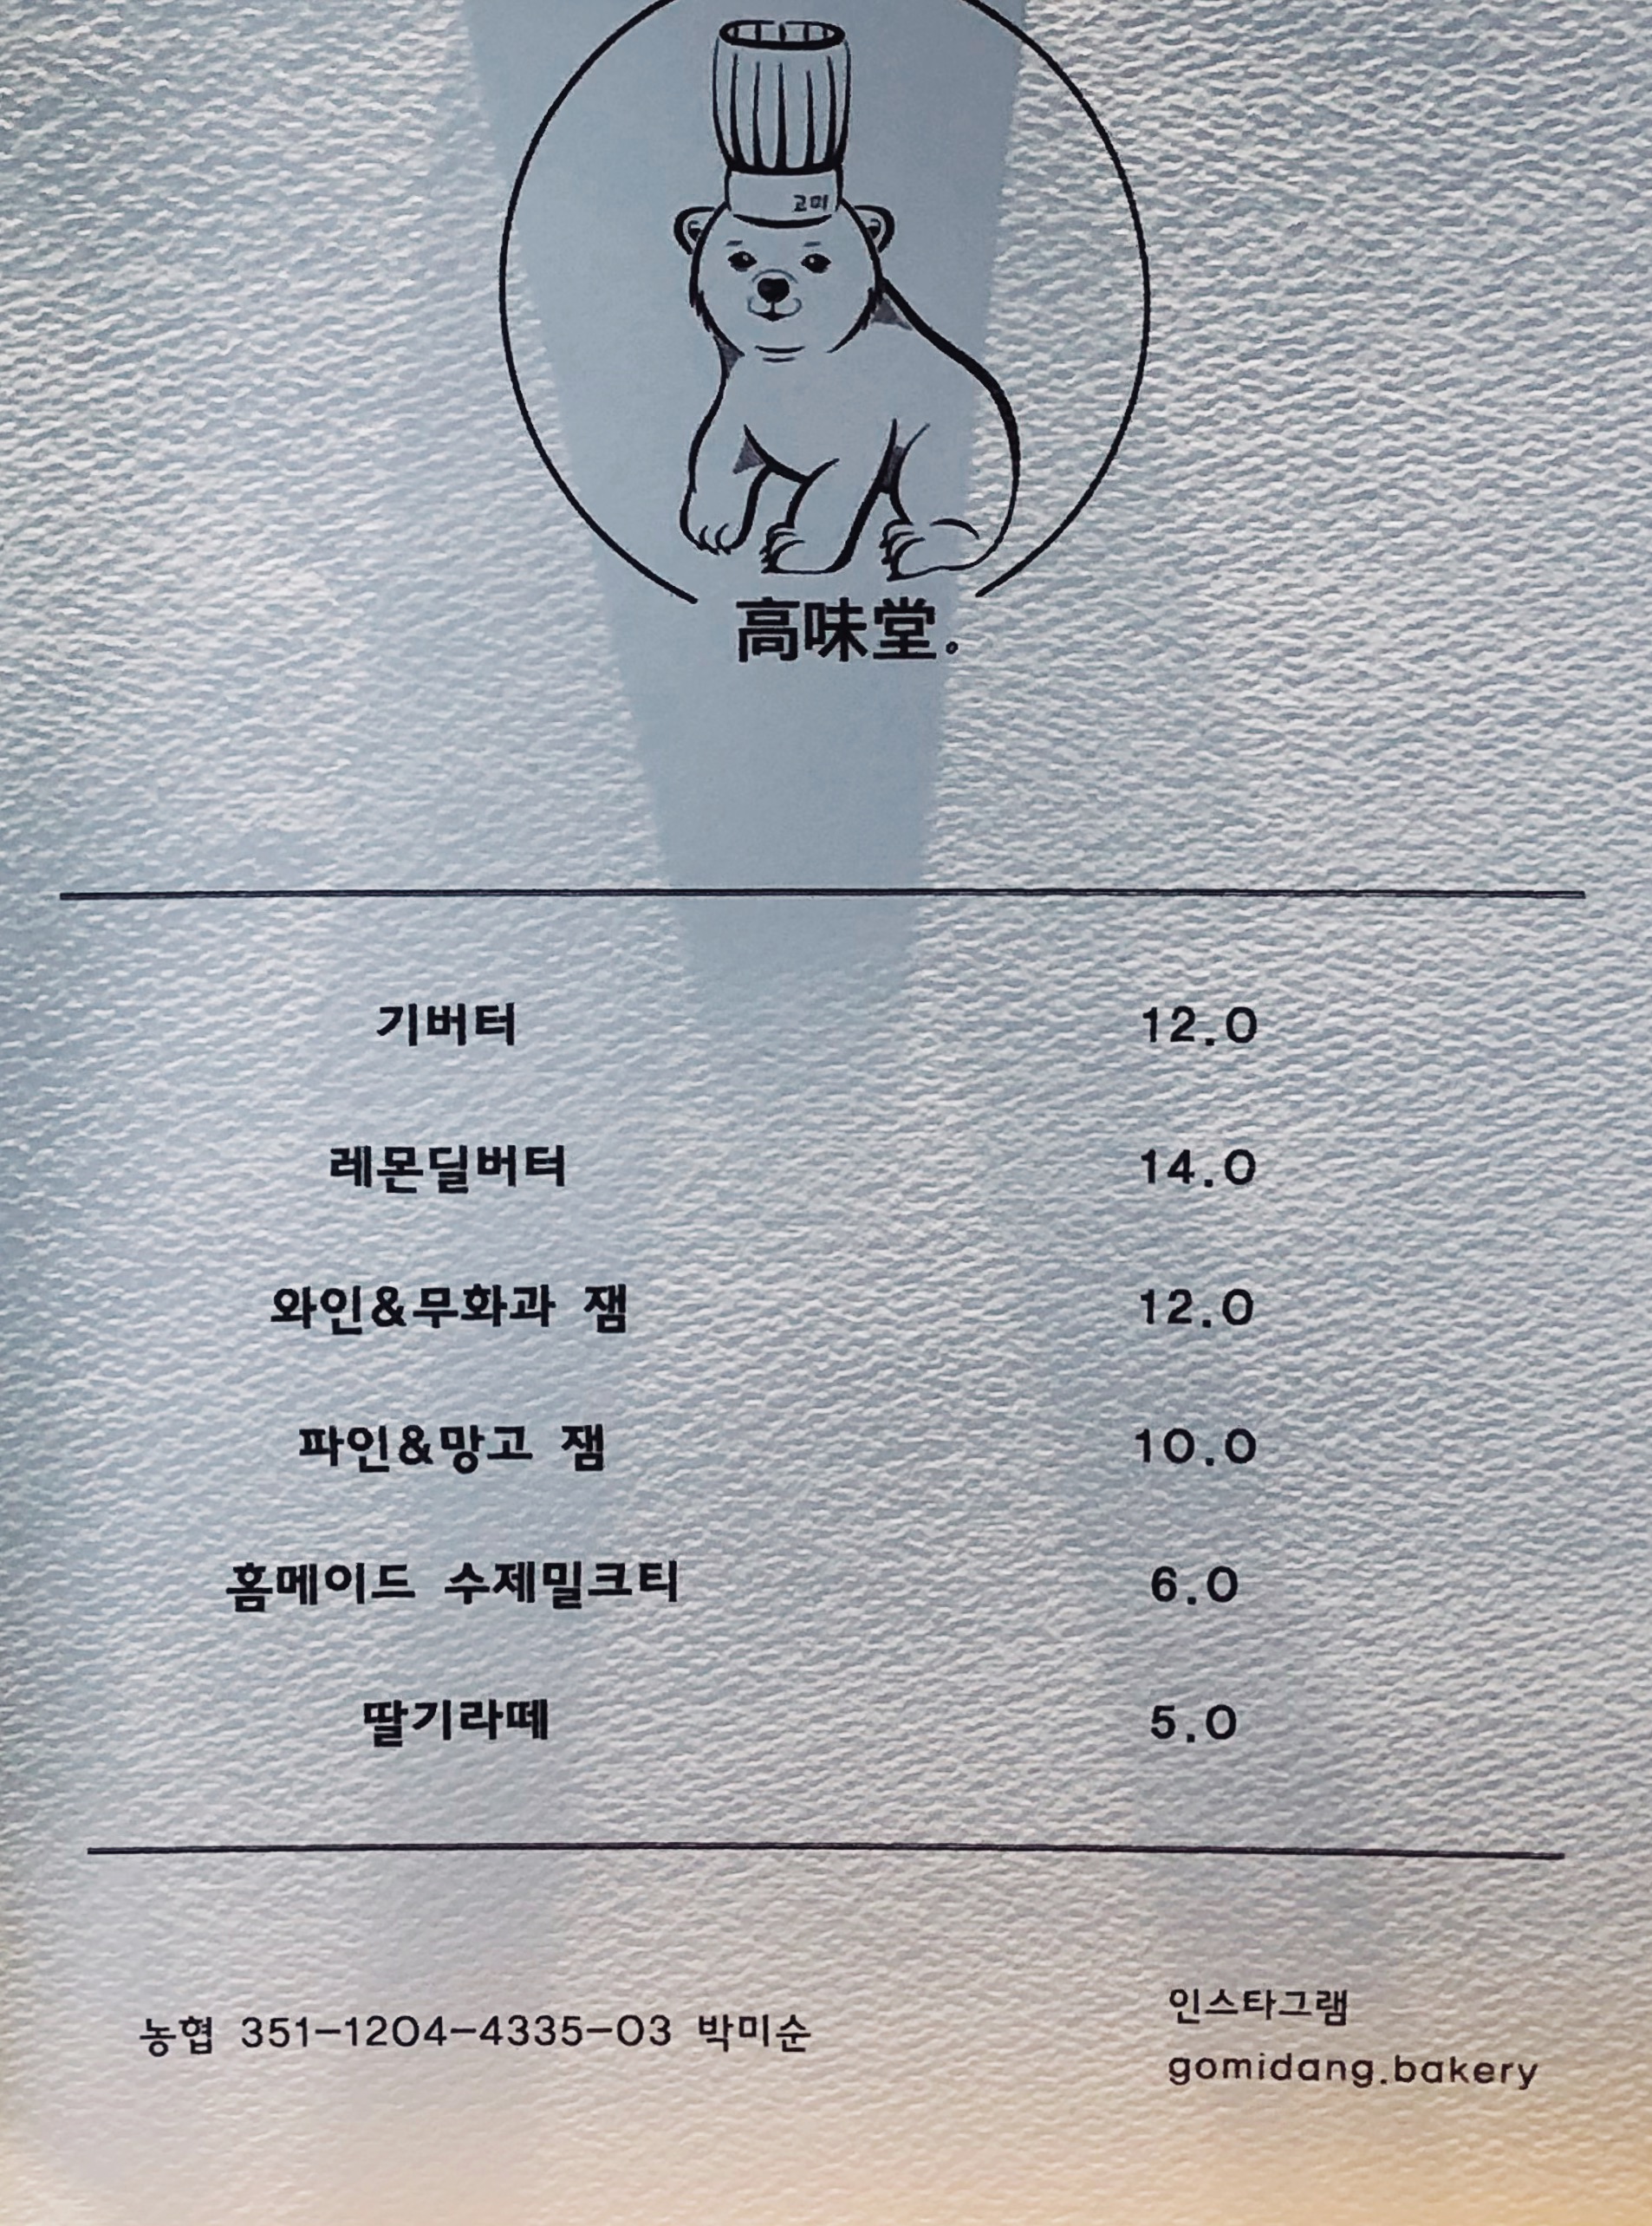 고미
高味堂.
기버터 12.0
레몬딜버터 14.0
와인&무화과 잼 12.0
파인&망고 잼 10.0
홈메이드 수제밀크티 6.0
딸기라떼 5.0
농협 351-1204-4335-03 박미순
인스타그램
gomidang.bakery